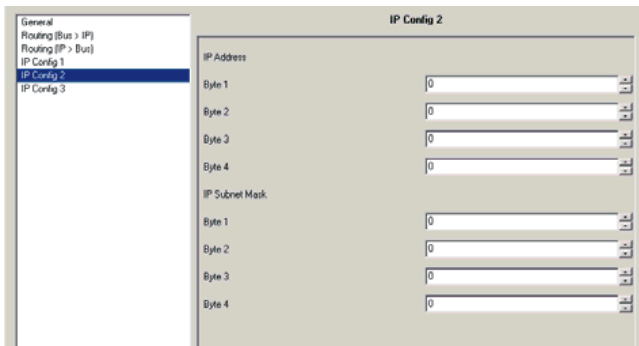 General
Routing (Bus > IP)
Routing (IP > Bus)
IP Config 1
IP Config 2
IP Config 3
IP Config 2
IP Address
Byte 1 0
Byte 2 0
Byte 3 0
Byte 4 0
IP Subnet Mask
Byte 1 0
Byte 2 0
Byte 3 0
Byte 4 0